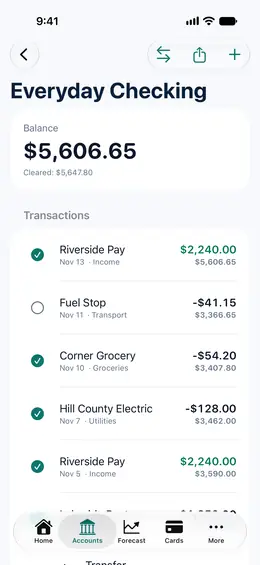 9:41
Everyday Checking
Balance
$5,606.65
Cleared: $5,647.80
Transactions
Riverside Pay $2,240.00
Nov 13 · Income $5,606.65
Fuel Stop -$41.15
Nov 11 · Transport $3,366.65
Corner Grocery -$54.20
Nov 10 · Groceries $3,407.80
Hill County Electric -$128.00
Nov 7 · Utilities $3,462.00
Riverside Pay $2,240.00
Nov 5 · Income $3,590.00
Home Accounts Forecast Cards More
Transfer